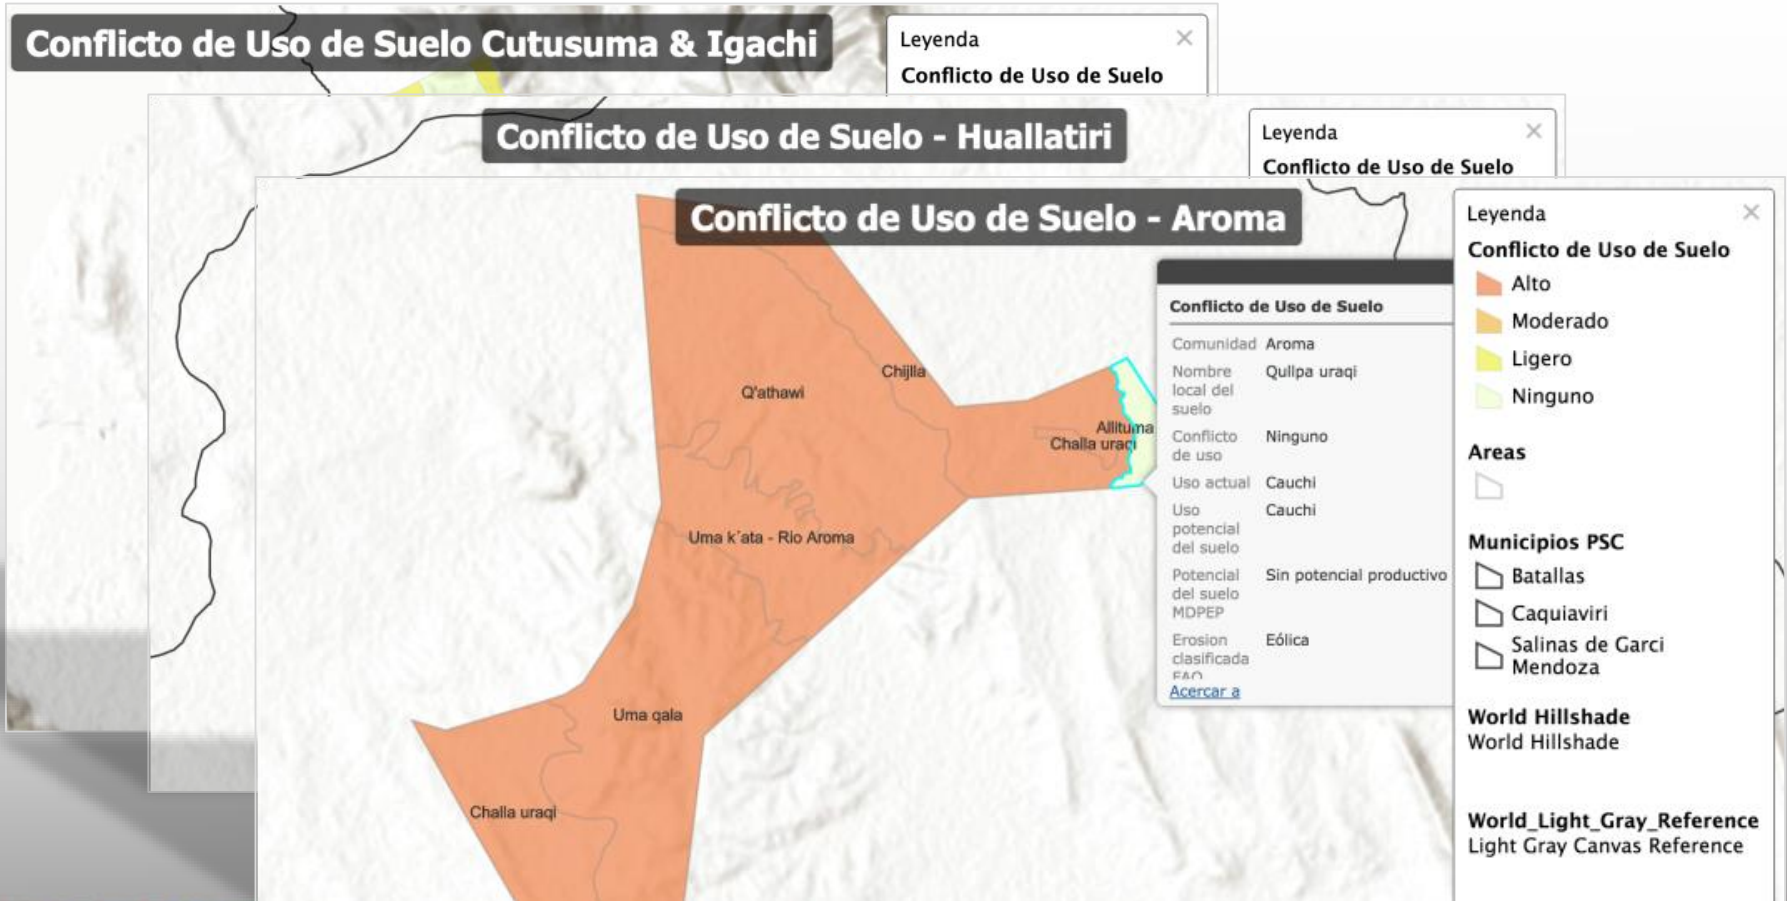 Conflicto de Uso de Suelo Cutusuma & Igachi
Leyenda
Conflicto de Uso de Suelo
Conflicto de Uso de Suelo - Huallatiri
Leyenda
Conflicto de Uso de Suelo
Conflicto de Uso de Suelo - Aroma
Leyenda
Conflicto de Uso de Suelo
Alto
Moderado
Ligero
Ninguno
Areas
Municipios PSC
Batallas
Caquiaviri
Salinas de Garci
Mendoza
World Hillshade
World Hillshade
World_Light_Gray_Reference
Light Gray Canvas Reference
Conflicto de Uso de Suelo
Comunidad Aroma
Nombre Qullpa uraqi
local del
suelo
Conflicto Ninguno
de uso
Uso actual Cauchi
Uso Cauchi
potencial
del suelo
Potencial Sin potencial productivo
del suelo
MDPEP
Erosion Eólica
clasificada
FAO
Acercar a
Chijlla
Q'athawi
Allituma
Challa uraqi
Uma k´ata - Rio Aroma
Uma qala
Challa uraqi